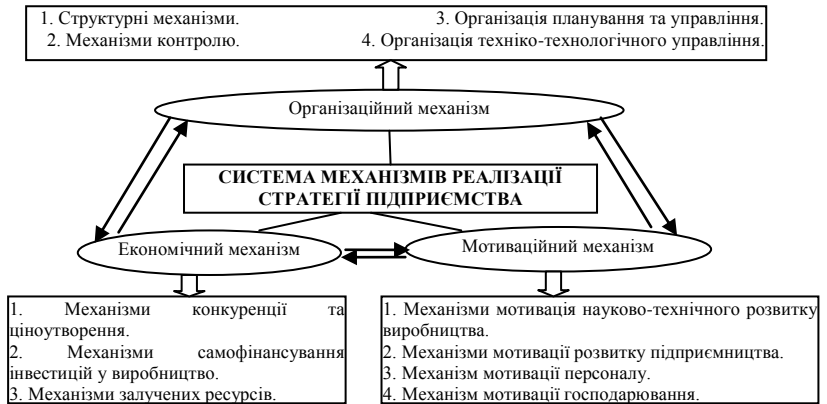 1. Структурні механізми. 3. Організація планування та управління.
2. Механізми контролю. 4. Організація техніко-технологічного управління.
Організаційний механізм
СИСТЕМА МЕХАНІЗМІВ РЕАЛІЗАЦІЇ
СТРАТЕГІЇ ПІДПРИЄМСТВА
Економічний механізм
Мотиваційний механізм
1. Механізми конкуренції та
ціноутворення.
2. Механізми самофінансування
інвестицій у виробництво.
3. Механізми залучених ресурсів.
1. Механізми мотивація науково-технічного розвитку
виробництва.
2. Механізми мотивації розвитку підприємництва.
3. Механізм мотивації персоналу.
4. Механізм мотивації господарювання.